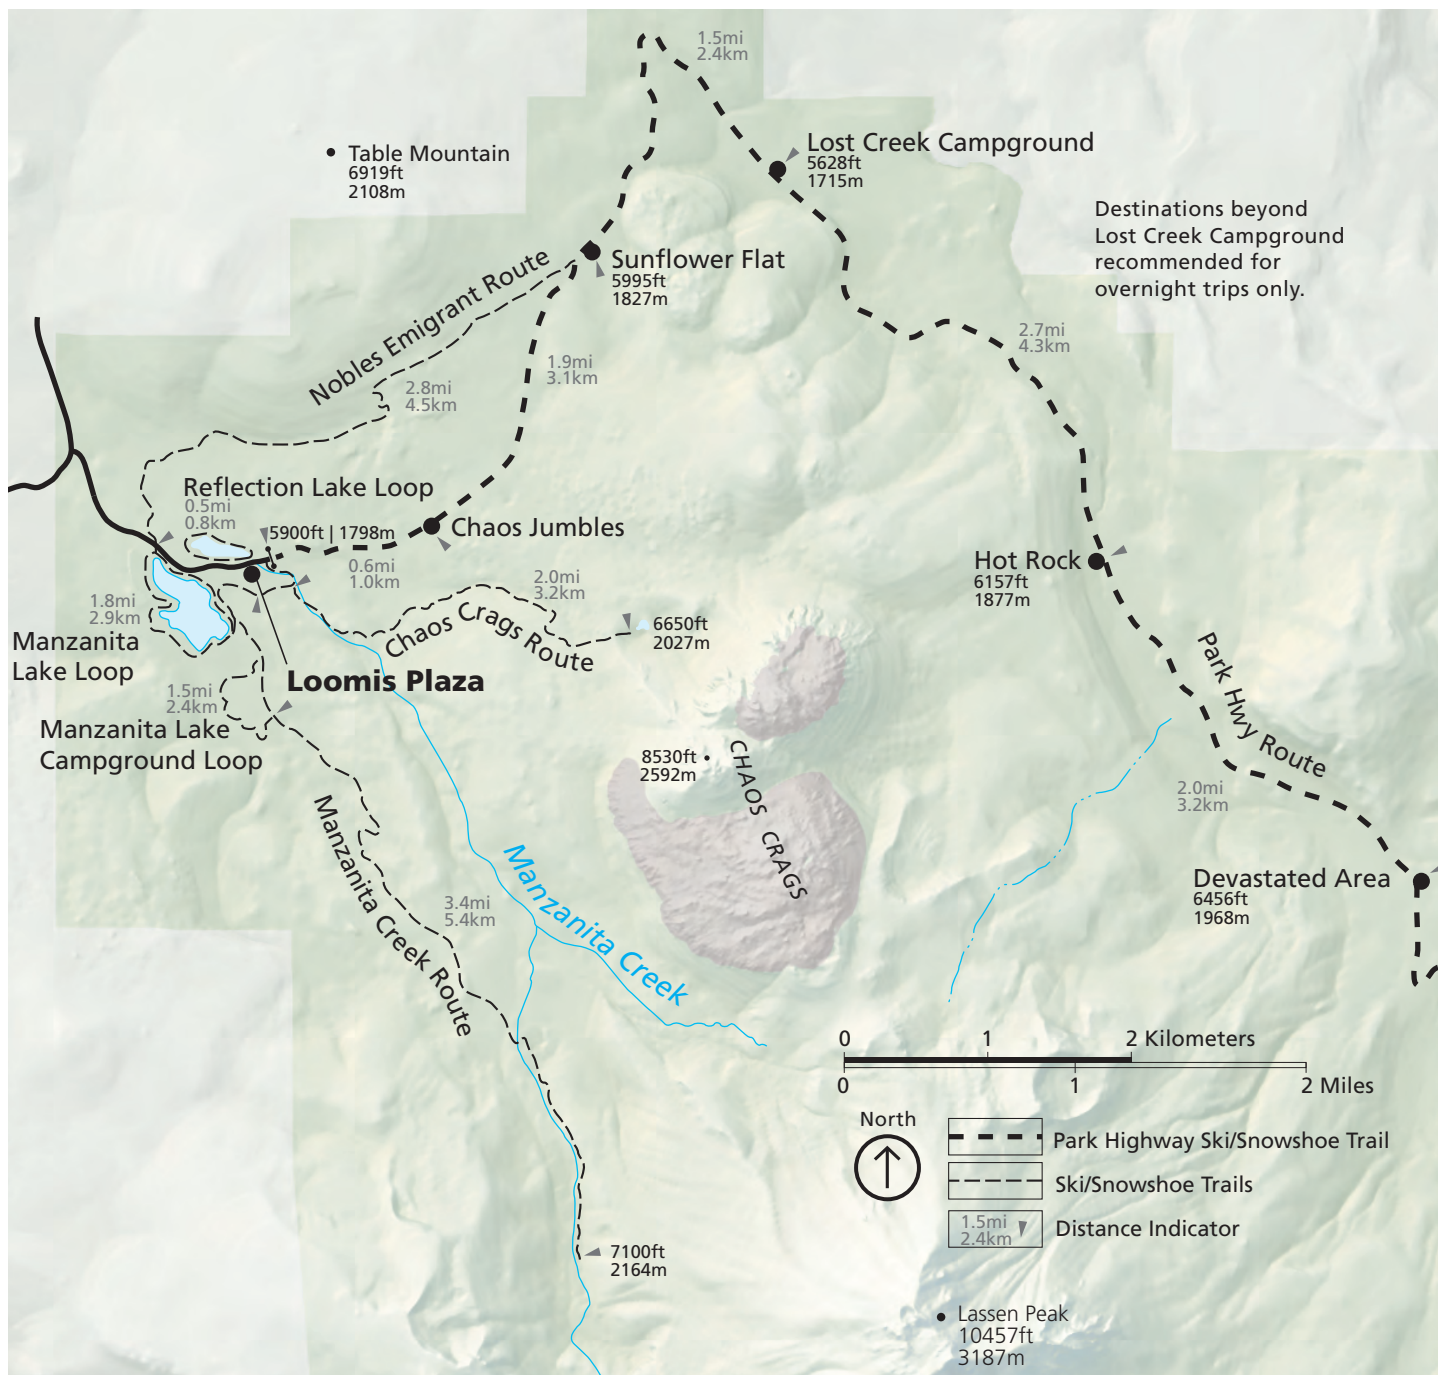 1.5mi
2.4km
Table Mountain
6919ft
2108m
Lost Creek Campground
5628ft
1715m
Destinations beyond
Lost Creek Campground
recommended for
overnight trips only.
Sunflower Flat
5995ft
1827m
Nobles Emigrant Route
2.8mi
4.5km
1.9mi
3.1km
2.7mi
4.3km
Reflection Lake Loop
0.5mi
0.8km
5900ft | 1798m
Chaos Jumbles
0.6mi
1.0km
2.0mi
3.2km
Chaos Crags Route
6650ft
2027m
Hot Rock
6157ft
1877m
1.8mi
2.9km
Manzanita
Lake Loop
Loomis Plaza
1.5mi
2.4km
Manzanita Lake
Campground Loop
Park Hwy Route
8530ft
2592m
CHAOS CRAGS
2.0mi
3.2km
Manzanita Creek Route
3.4mi
5.4km
Manzanita Creek
Devastated Area
6456ft
1968m
0 1 2 Kilometers
0 1 2 Miles
North
Park Highway Ski/Snowshoe Trail
Ski/Snowshoe Trails
1.5mi
2.4km
Distance Indicator
7100ft
2164m
Lassen Peak
10457ft
3187m